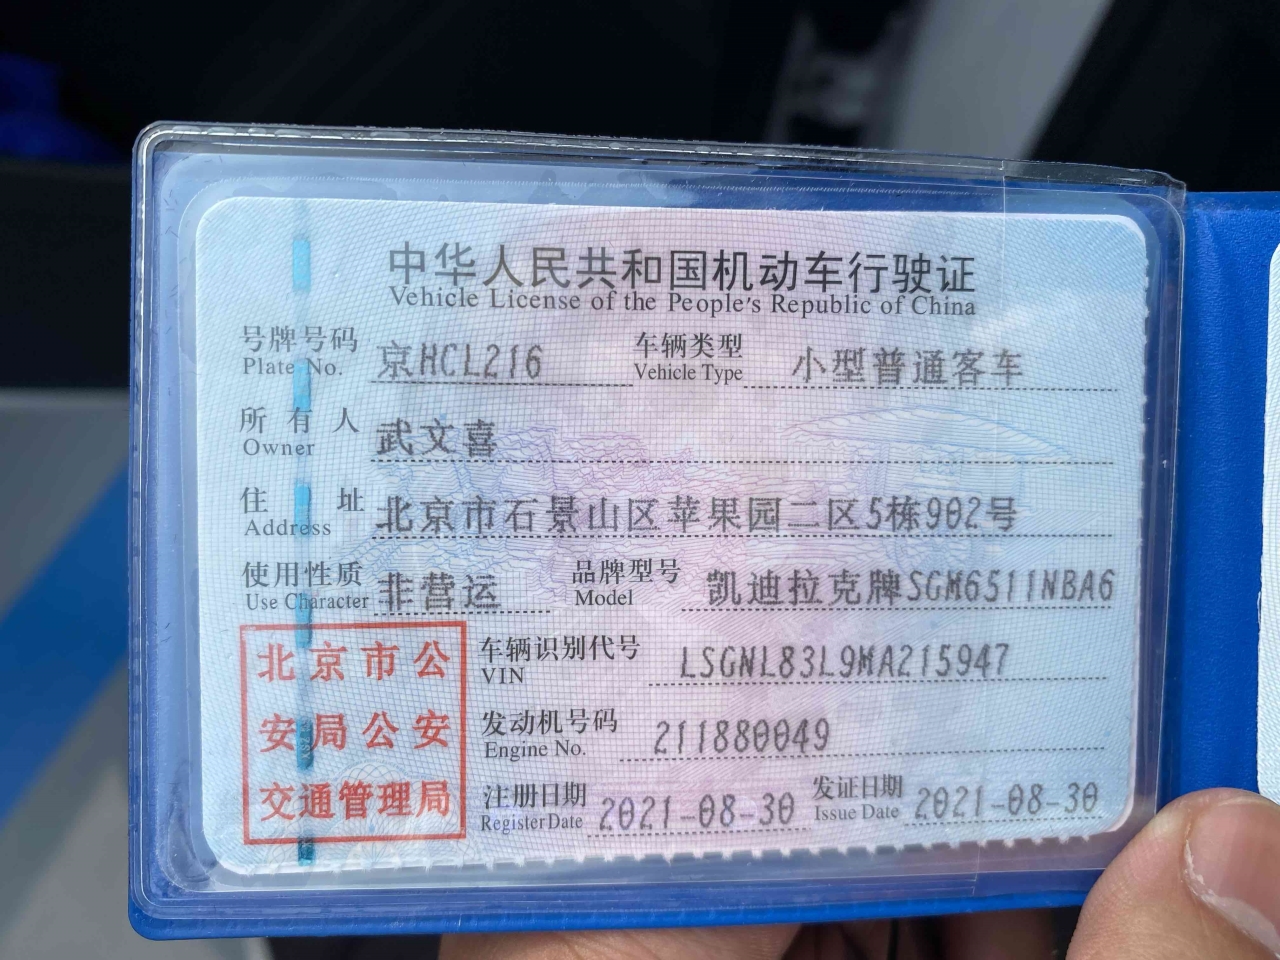 中华人民共和国机动车行驶证
Vehicle License of the People's Republic of China
号牌号码 京HCL216 车辆类型 小型普通客车
Plate No. Vehicle Type
所有人 武文喜
Owner
住址 北京市石景山区苹果园二区5栋902号
Address
使用性质 非营运 品牌型号 凯迪拉克牌SGM6511NBA6
Use Character Model
北京市公
安局公安
交通管理局
车辆识别代号 LSGNL83L9MA215947
VIN
发动机号码 211880049
Engine No.
注册日期 2021-08-30 发证日期 2021-08-30
Register Date Issue Date